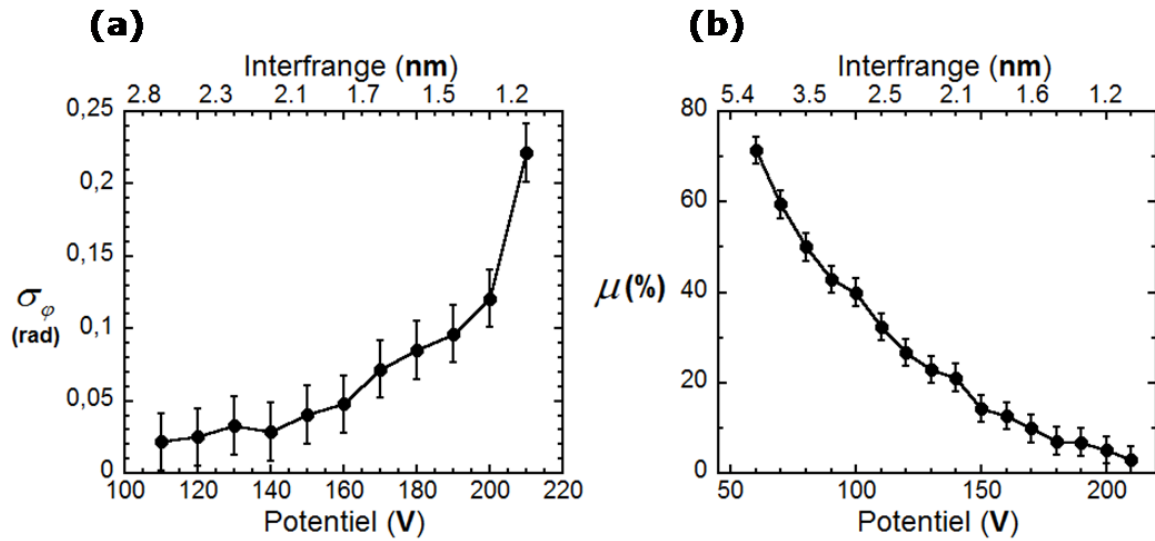 (a)
Interfrange (nm)
2.8 2.3 2.1 1.7 1.5 1.2
0,25
0,2
0,15
0,1
0,05
0
σφ
(rad)
100 120 140 160 180 200 220
Potentiel (V)
(b)
Interfrange (nm)
5.4 3.5 2.5 2.1 1.6 1.2
80
60
40
20
0
μ(%)
50 100 150 200
Potentiel (V)